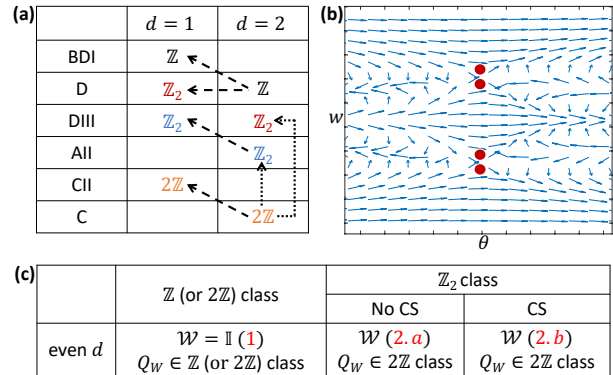 (a)
d = 1 d = 2
BDI ℤ
D ℤ₂ ℤ
DIII ℤ₂ ℤ₂
AII ℤ₂
CII 2ℤ
C 2ℤ
(b)
w
θ
(c)
ℤ (or 2ℤ) class ℤ₂ class
No CS CS
even d 𝒲 = 𝕀 (1) 𝒲 (2.a) 𝒲 (2.b)
Q_W ∈ ℤ (or 2ℤ) class Q_W ∈ 2ℤ class Q_W ∈ 2ℤ class